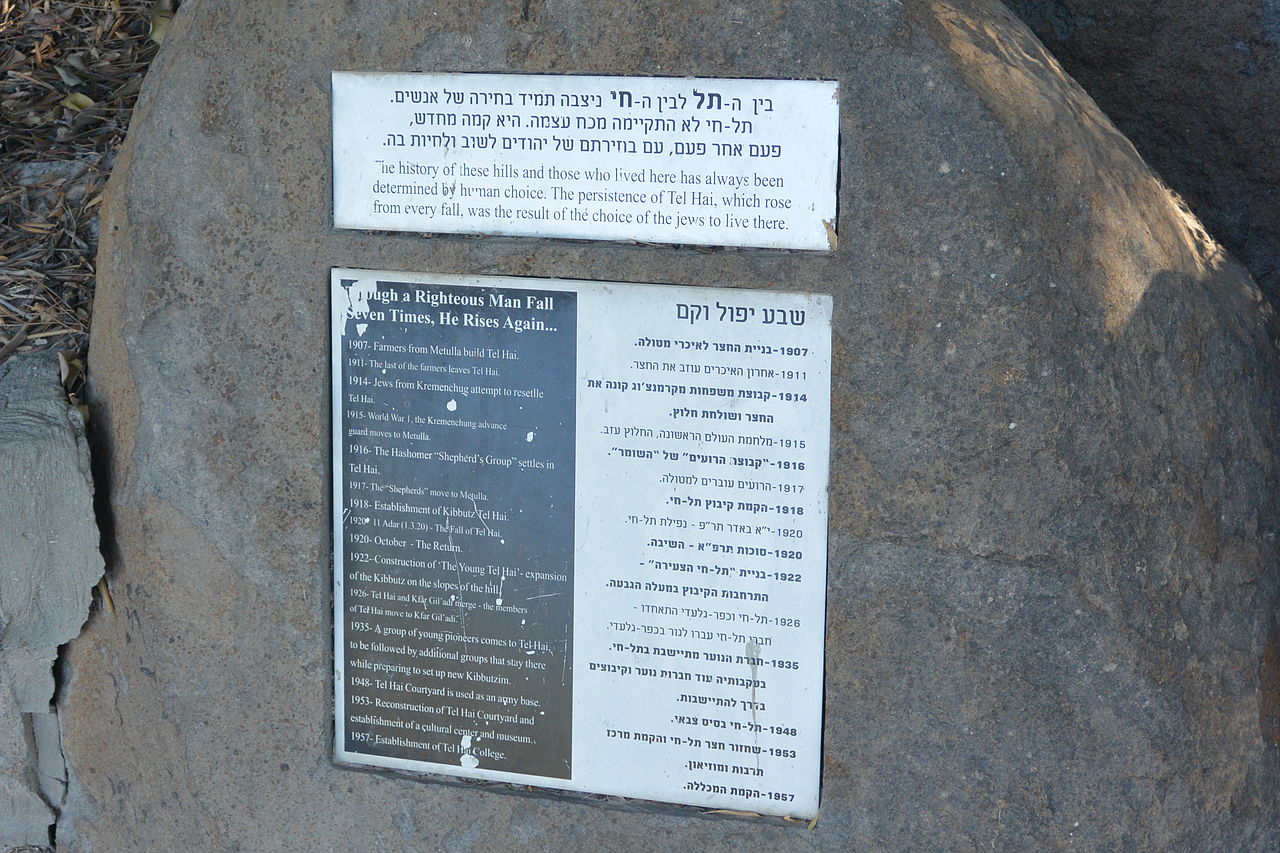 בין ה-תל לבין ה-חי ניצבה תמיד בחירה של אנשים.
תל-חי לא התקיימה מכח עצמה. היא קמה מחדש,
פעם אחר פעם, עם בחירתם של יהודים לשוב ולחיות בה.
The history of these hills and those who lived here has always been
determined by human choice. The persistence of Tel Hai, which rose
from every fall, was the result of the choice of the jews to live there.
שבע יפול וקם
1907-בניית החצר לאיכרי מטולה.
1911-אחרון האיכרים עוזב את החצר.
1914-קבוצת משפחות מקרמנצ'וג קונה את
החצר ושולחת חלוץ.
1915-מלחמת העולם הראשונה, החלוץ עזב.
1916-"קבוצת הרועים" של "השומר".
1917-הרועים עוברים למטולה.
1918-הקמת קיבוץ תל-חי.
1920-י"א באדר תר"פ - נפילת תל-חי.
1920-סוכות תרפ"א - השיבה.
1922-בניית "תל-חי הצעירה" -
התרחבות הקיבוץ במעלה הגבעה.
1926-תל-חי וכפר-גלעדי התאחדו -
חברי תל-חי עברו לגור בכפר-גלעדי.
1935-חברת הנוער מתיישבת בתל-חי.
בעקבותיה עוד חברות נוער וקיבוצים
בדרך להתיישבות.
1948-תל-חי בסיס צבאי.
1953-שחזור חצר תל-חי והקמת מרכז
תרבות ומוזיאון.
1957-הקמת המכללה.
a Righteous Man Fall
Seven Times, He Rises Again...
1907- Farmers from Metulla build Tel Hai.
1911- The last of the farmers leaves Tel Hai.
1914- Jews from Kremenchug attempt to resetlle
Tel Hai.
1915- World War 1, the Kremenchung advance
guard moves to Metulla.
1916- The Hashomer "Shepherd's Group" settles in
Tel Hai.
1917- The "Shepherds" move to Metulla.
1918- Establishment of Kibbutz Tel Hai.
1920- 11 Adar (1.3.20) - The Fall of Tel Hai.
1920- October - The Return.
1922- Construction of 'The Young Tel Hai'- expansion
of the Kibbutz on the slopes of the hill.
1926- Tel Hai and Kfar Gil'adi merge - the members
of Tel Hai move to Kfar Gil'adi.
1935- A group of young pioneers comes to Tel Hai,
to be followed by additional groups that stay there
while preparing to set up new Kibbutzim.
1948- Tel Hai Courtyard is used as an army base.
1953- Reconstruction of Tel Hai Courtyard and
establishment of a cultural center and museum.
1957- Establishment of Tel Hai College.